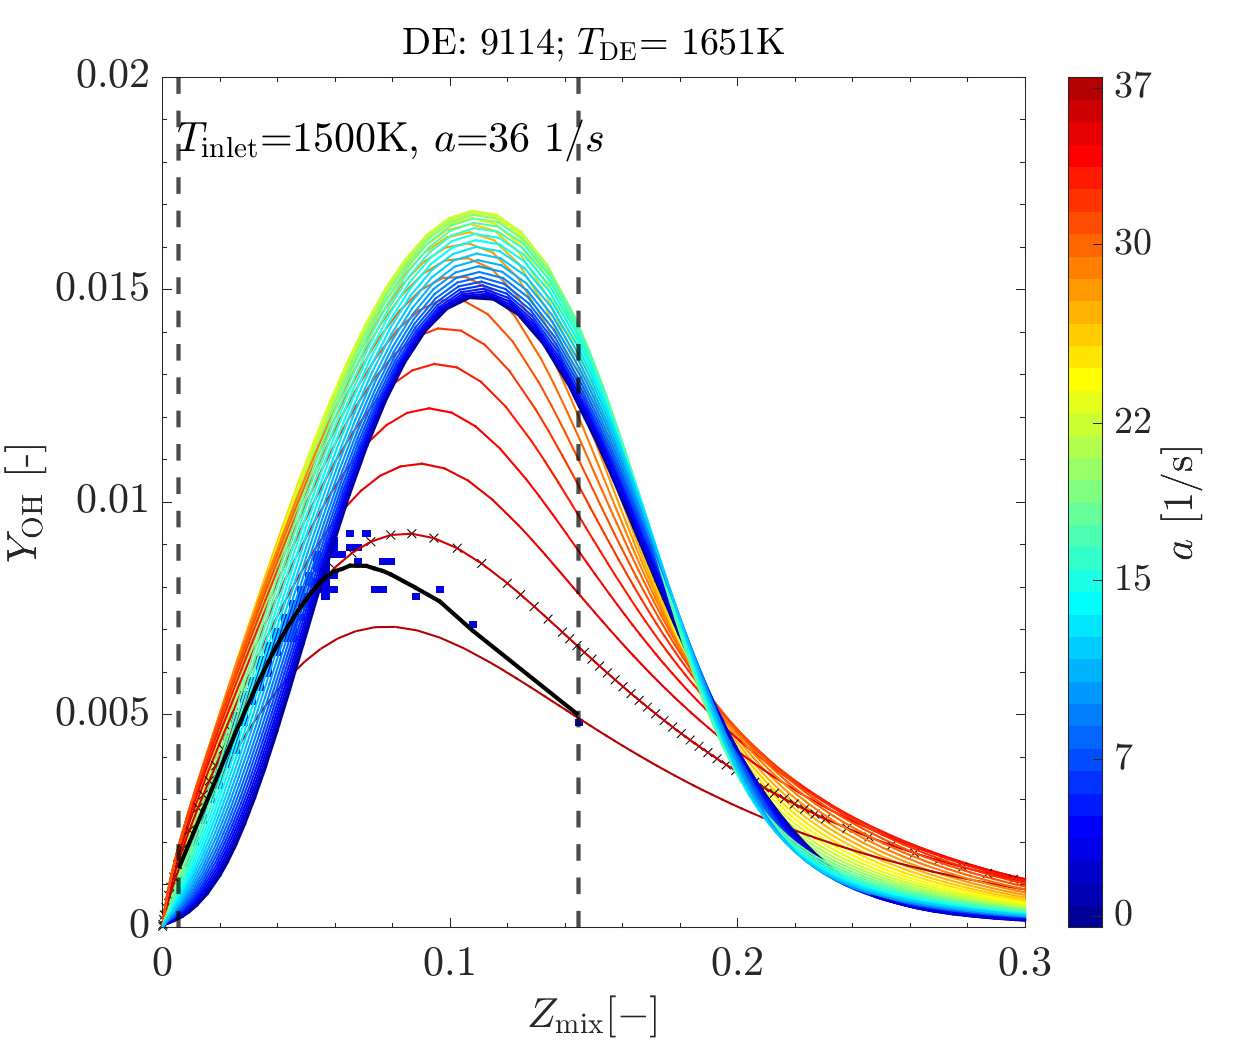 DE: 9114; T_DE= 1651K
T_inlet=1500K, a=36 1/s
0.02
0.015
0.01
0.005
0
Y_OH [-]
0 0.1 0.2 0.3
Z_mix[−]
37
30
22
15
7
0
a [1/s]